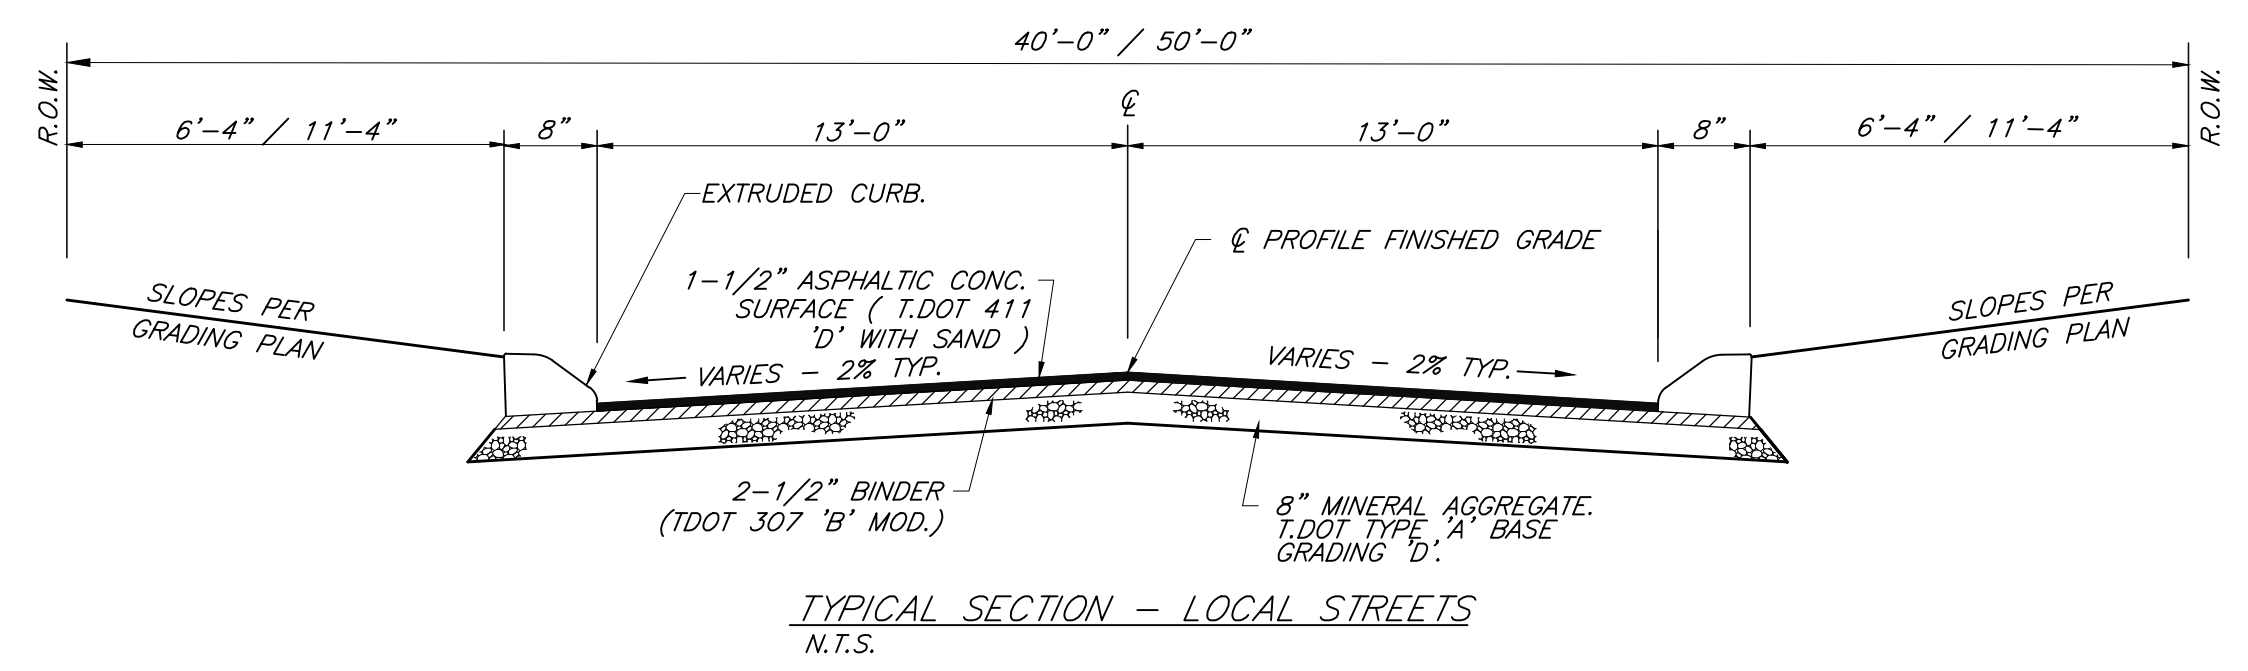 40'-0" / 50'-0"
R.O.W.
R.O.W.
℄
6'-4" / 11'-4"
8"
13'-0"
13'-0"
8"
6'-4" / 11'-4"
EXTRUDED CURB.
℄ PROFILE FINISHED GRADE
1-1/2" ASPHALTIC CONC.
SURFACE ( T.DOT 411
'D' WITH SAND )
SLOPES PER
GRADING PLAN
SLOPES PER
GRADING PLAN
VARIES - 2% TYP.
VARIES - 2% TYP.
2-1/2" BINDER
(TDOT 307 'B' MOD.)
8" MINERAL AGGREGATE.
T.DOT TYPE 'A' BASE
GRADING 'D'.
TYPICAL SECTION - LOCAL STREETS
N.T.S.